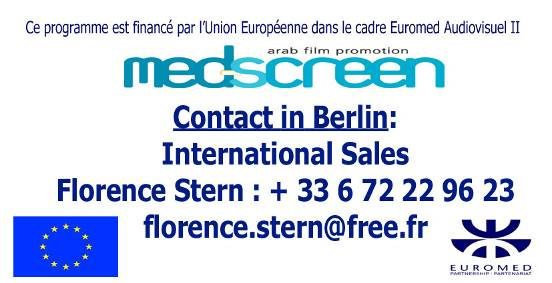 Ce programme est financé par l'Union Européenne dans le cadre Euromed Audiovisuel II
arab film promotion
medscreen
Contact in Berlin:
International Sales
Florence Stern : + 33 6 72 22 96 23
florence.stern@free.fr
EUROMED
PARTNERSHIP · PARTENARIAT